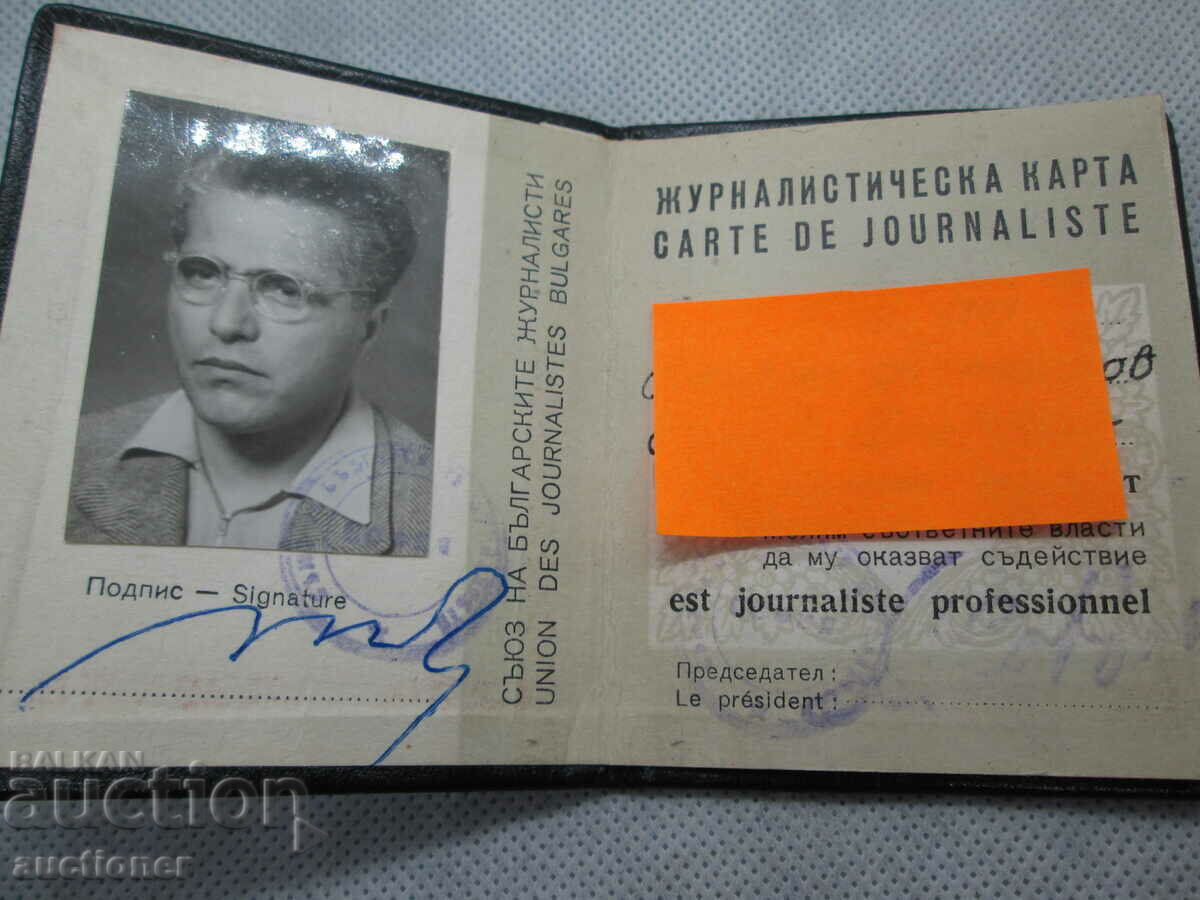 Подпис — Signature
СЪЮЗ НА БЪЛГАРСКИТЕ ЖУРНАЛИСТИ
UNION DES JOURNALISTES BULGARES
ЖУРНАЛИСТИЧЕСКА КАРТА
CARTE DE JOURNALISTE
ов
т
съответните власти
да му оказват съдействие
est journaliste professionnel
Председател:
Le président:
BALKAN
auction
auctioner